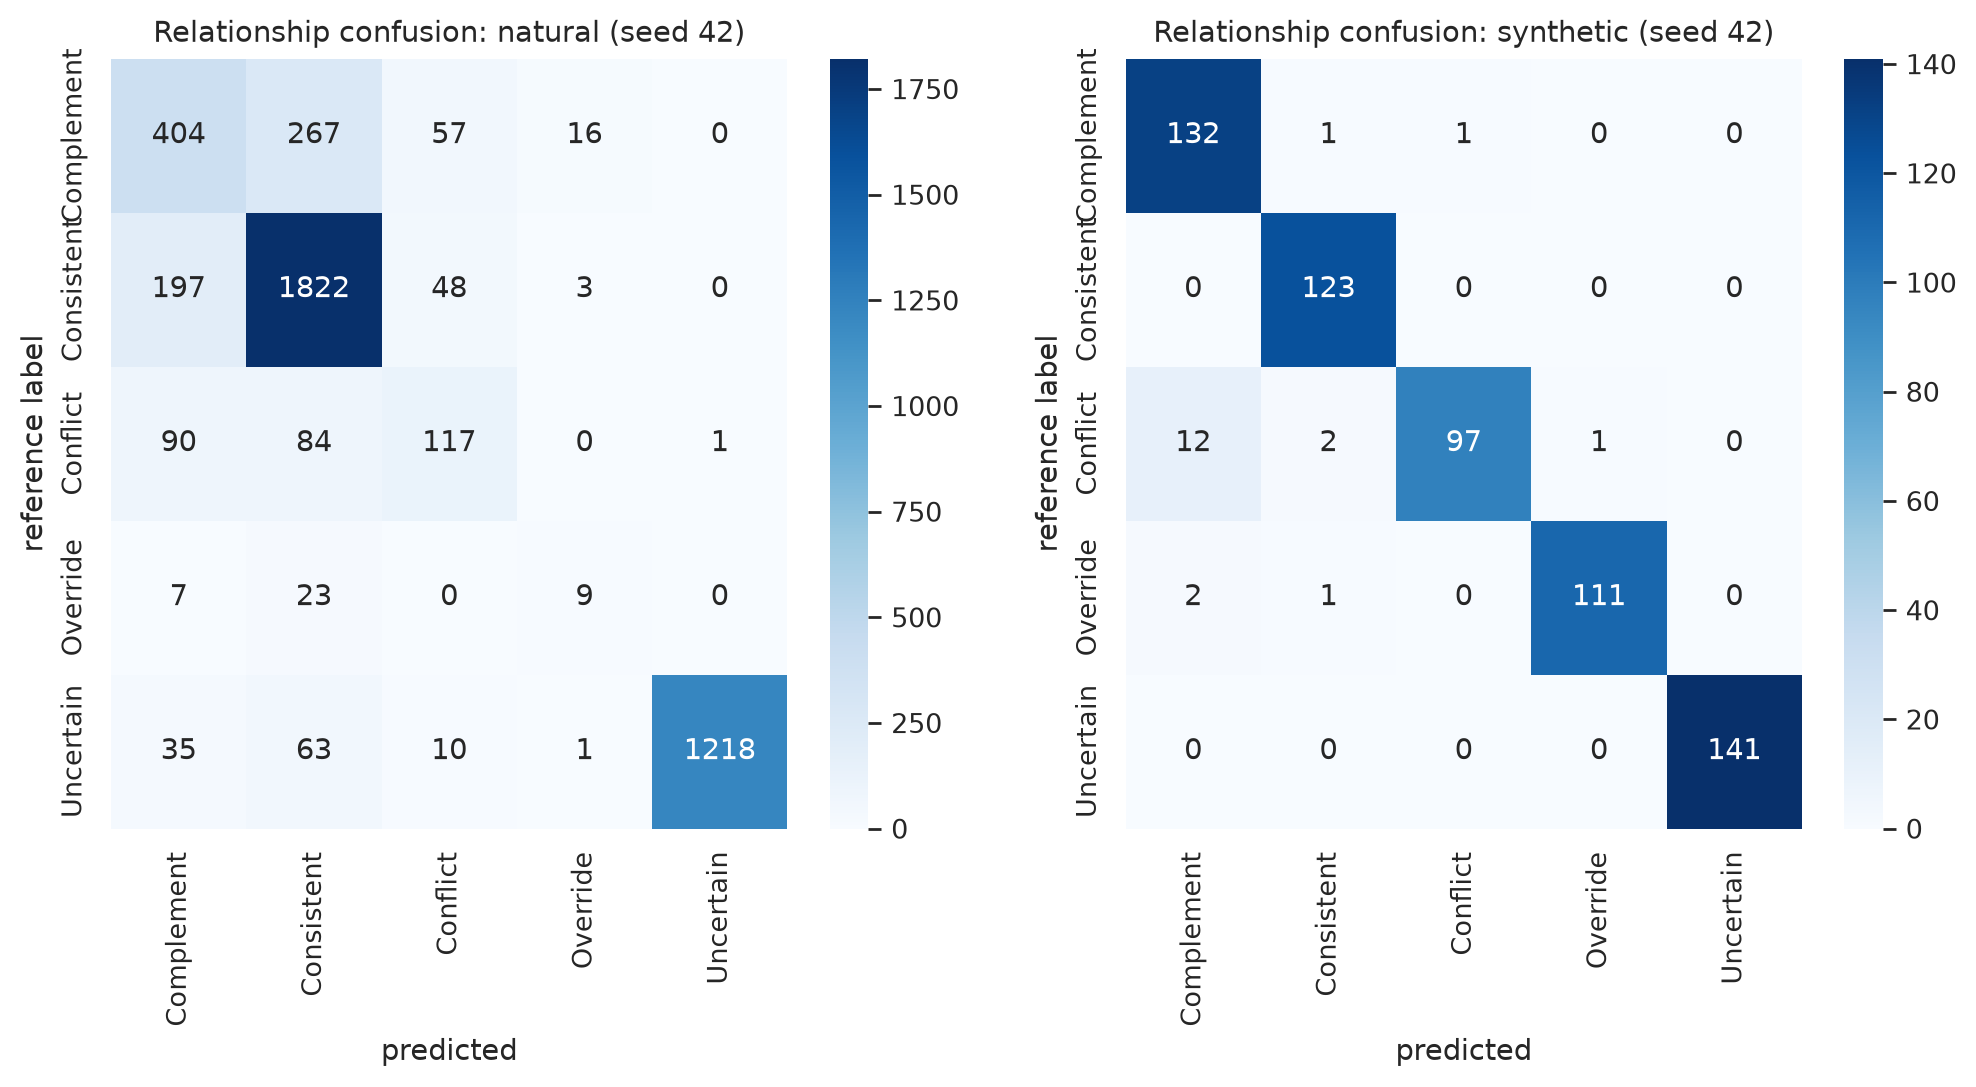 Relationship confusion: natural (seed 42)
reference label
Complement
Consistent
Conflict
Override
Uncertain
404 267 57 16 0
197 1822 48 3 0
90 84 117 0 1
7 23 0 9 0
35 63 10 1 1218
Complement
Consistent
Conflict
Override
Uncertain
predicted
1750
1500
1250
1000
750
500
250
0
Relationship confusion: synthetic (seed 42)
reference label
Complement
Consistent
Conflict
Override
Uncertain
132 1 1 0 0
0 123 0 0 0
12 2 97 1 0
2 1 0 111 0
0 0 0 0 141
Complement
Consistent
Conflict
Override
Uncertain
predicted
140
120
100
80
60
40
20
0